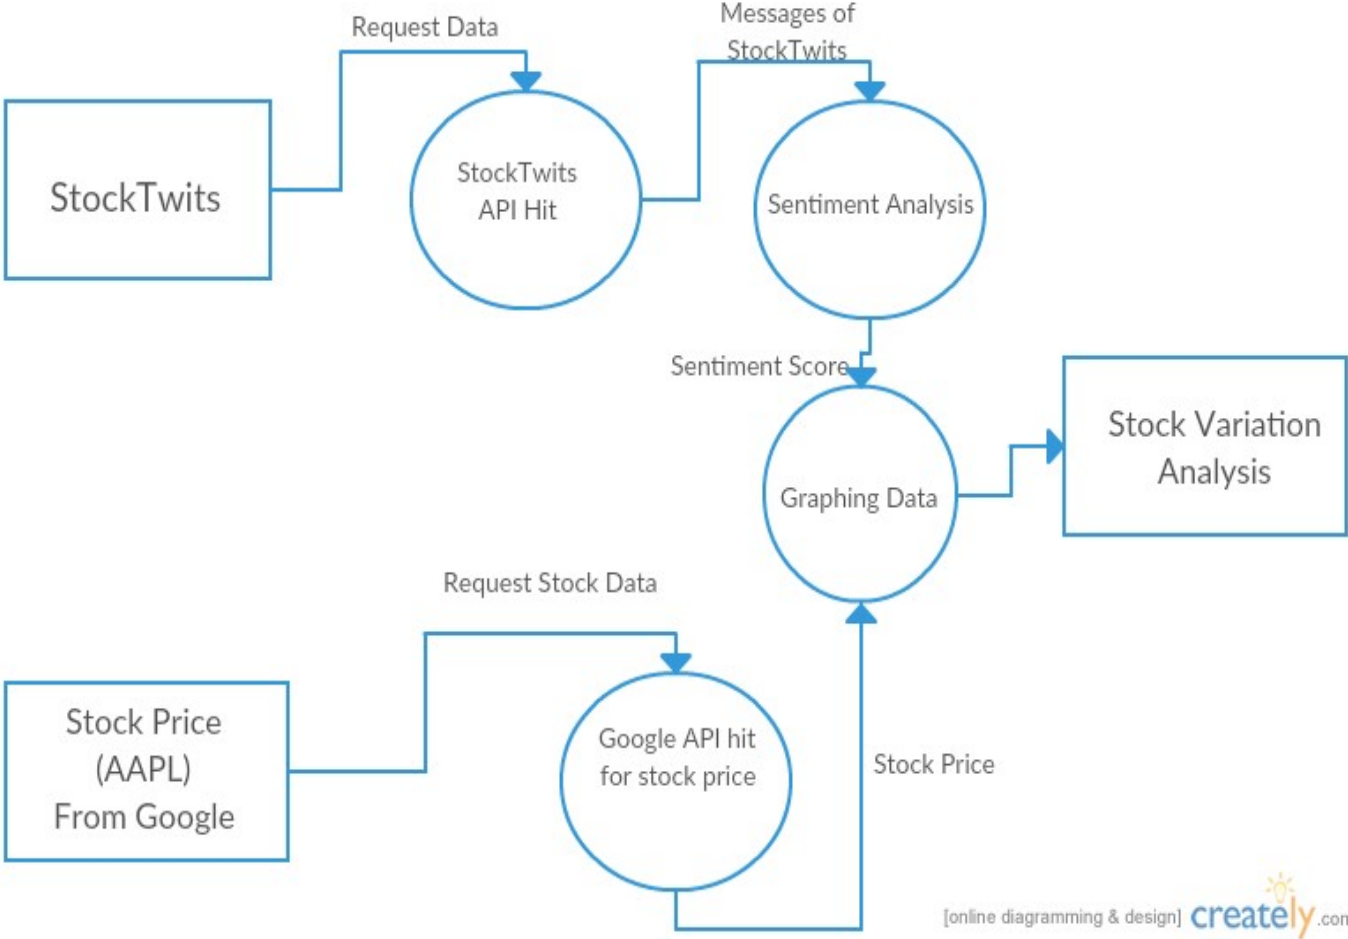 Request Data
Messages of
StockTwits
StockTwits
StockTwits
API Hit
Sentiment Analysis
Sentiment Score
Stock Variation
Analysis
Graphing Data
Request Stock Data
Stock Price
(AAPL)
From Google
Google API hit
for stock price
Stock Price
[online diagramming & design] creately.com